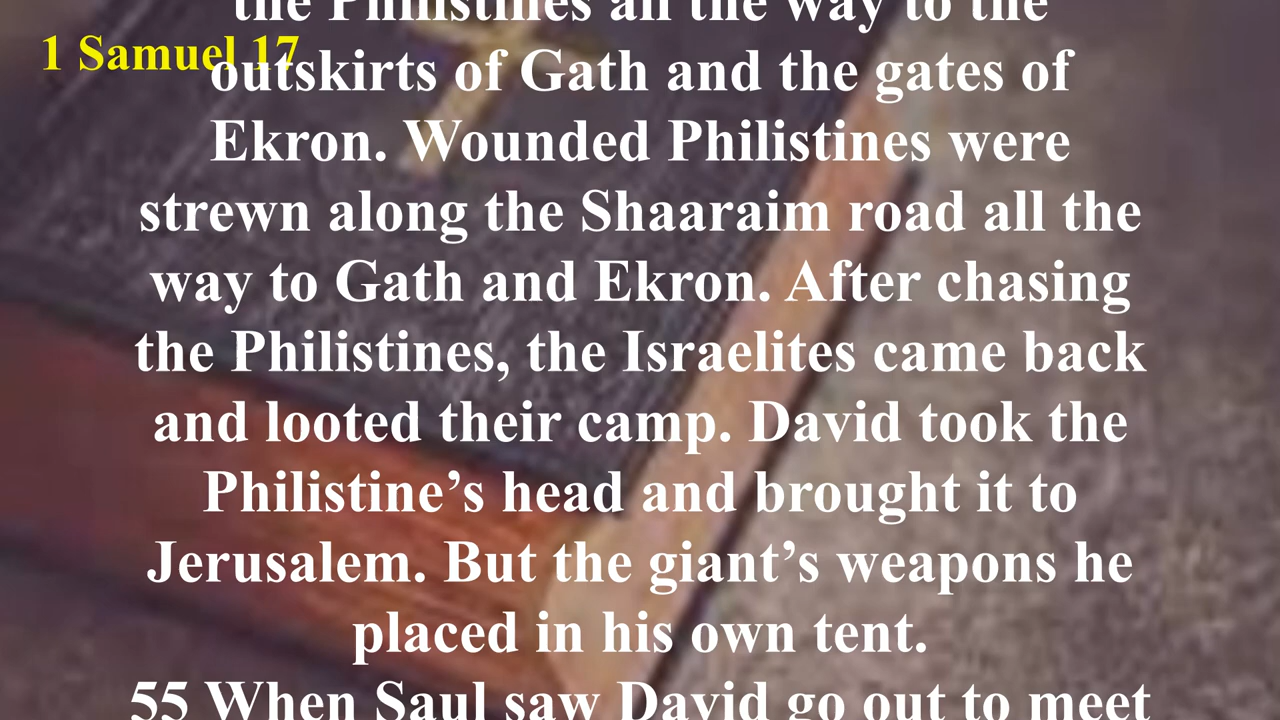 the Philistines all the way to the
1 Samuel 17
outskirts of Gath and the gates of
Ekron. Wounded Philistines were
strewn along the Shaaraim road all the
way to Gath and Ekron. After chasing
the Philistines, the Israelites came back
and looted their camp. David took the
Philistine’s head and brought it to
Jerusalem. But the giant’s weapons he
placed in his own tent.
55 When Saul saw David go out to meet